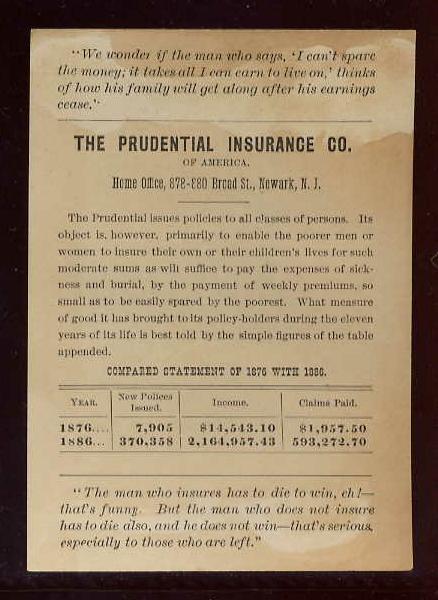 "We wonder if the man who says, 'I can't spare
the money; it takes all I can earn to live on,' thinks
of how his family will get along after his earnings
cease."
THE PRUDENTIAL INSURANCE CO.
OF AMERICA.
Home Office, 878-880 Broad St., Newark, N. J.
The Prudential issues policies to all classes of persons. Its
object is, however, primarily to enable the poorer men or
women to insure their own or their children's lives for such
moderate sums as will suffice to pay the expenses of sick-
ness and burial, by the payment of weekly premiums, so
small as to be easily spared by the poorest. What measure
of good it has brought to its policy-holders during the eleven
years of its life is best told by the simple figures of the table
appended.
COMPARED STATEMENT OF 1876 WITH 1886.
YEAR. New Polices Issued. Income. Claims Paid.
1876.... 7,905 $14,543.10 $1,957.50
1886... 370,358 2,164,957.43 593,272.70
"The man who insures has to die to win, eh!—
that's funny. But the man who does not insure
has to die also, and he does not win—that's serious,
especially to those who are left."